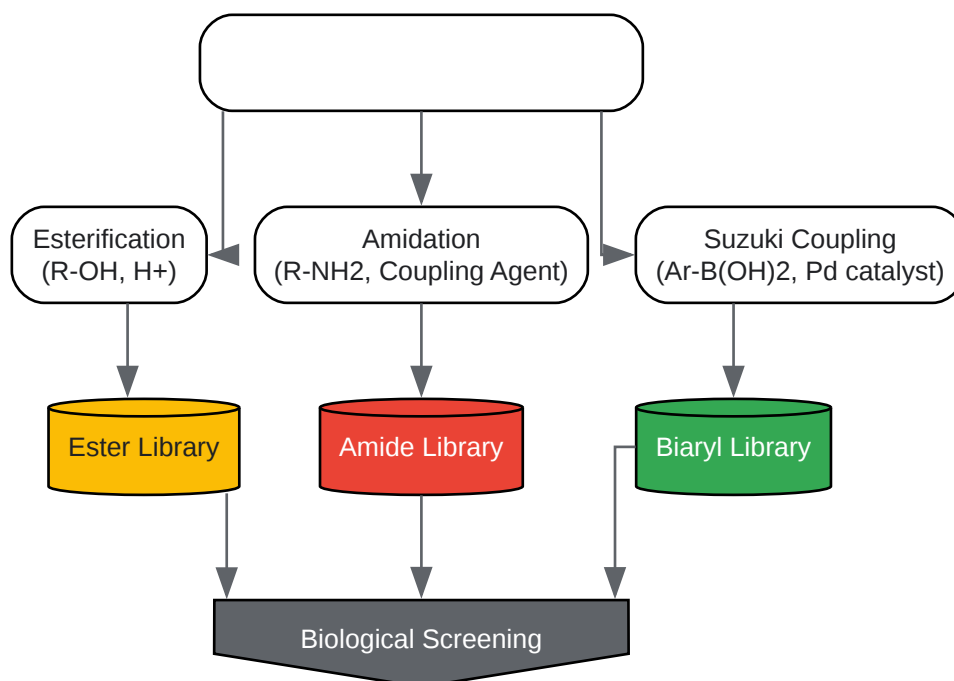 Esterification
(R-OH, H+)
Amidation
(R-NH2, Coupling Agent)
Suzuki Coupling
(Ar-B(OH)2, Pd catalyst)
Ester Library
Amide Library
Biaryl Library
Biological Screening